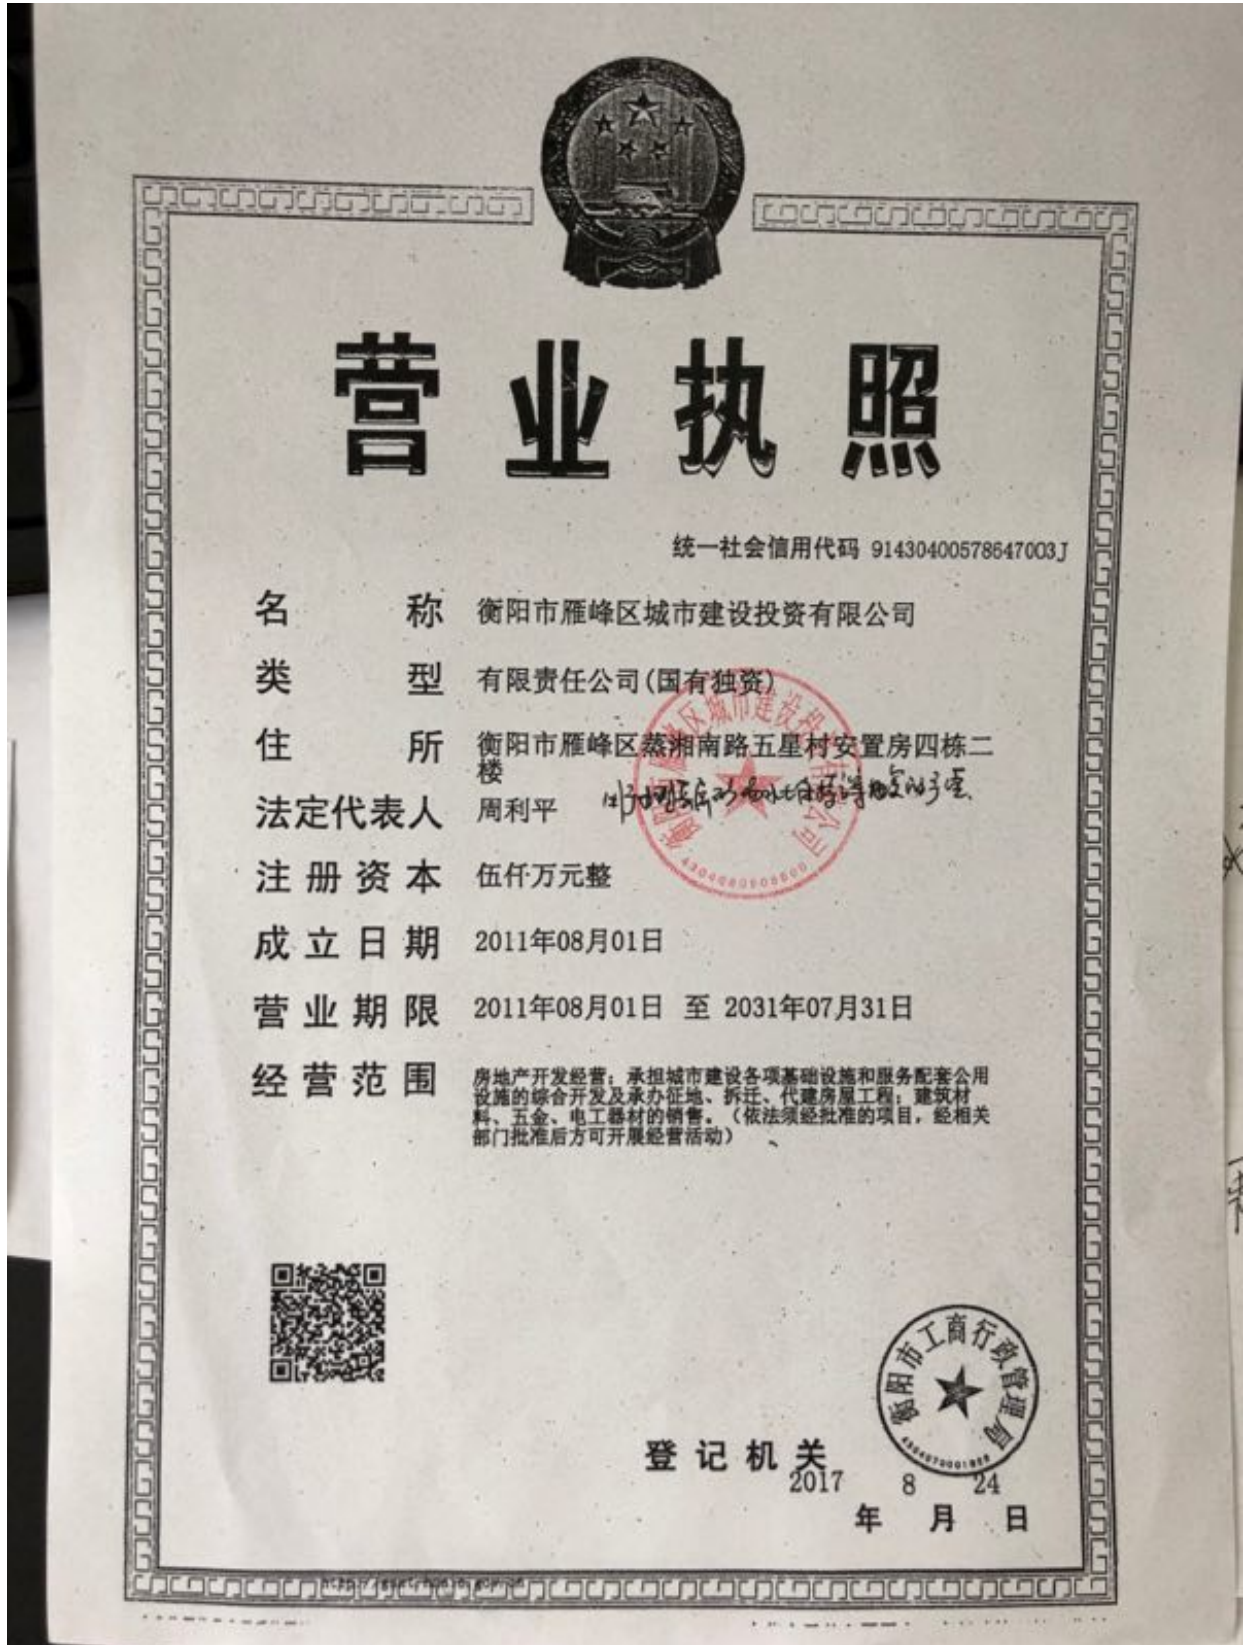 营业执照
统一社会信用代码 91430400578647003J
名称 衡阳市雁峰区城市建设投资有限公司
类型 有限责任公司(国有独资)
住所 衡阳市雁峰区蒸湘南路五星村安置房四栋二
楼
法定代表人 周利平
注册资本 伍仟万元整
成立日期 2011年08月01日
营业期限 2011年08月01日 至 2031年07月31日
经营范围 房地产开发经营；承担城市建设各项基础设施和服务配套公用
设施的综合开发及承办征地、拆迁、代建房屋工程；建筑材
料、五金、电工器材的销售。（依法须经批准的项目，经相关
部门批准后方可开展经营活动）
衡阳市工商行政管理局
登记机关
2017 8 24
年 月 日